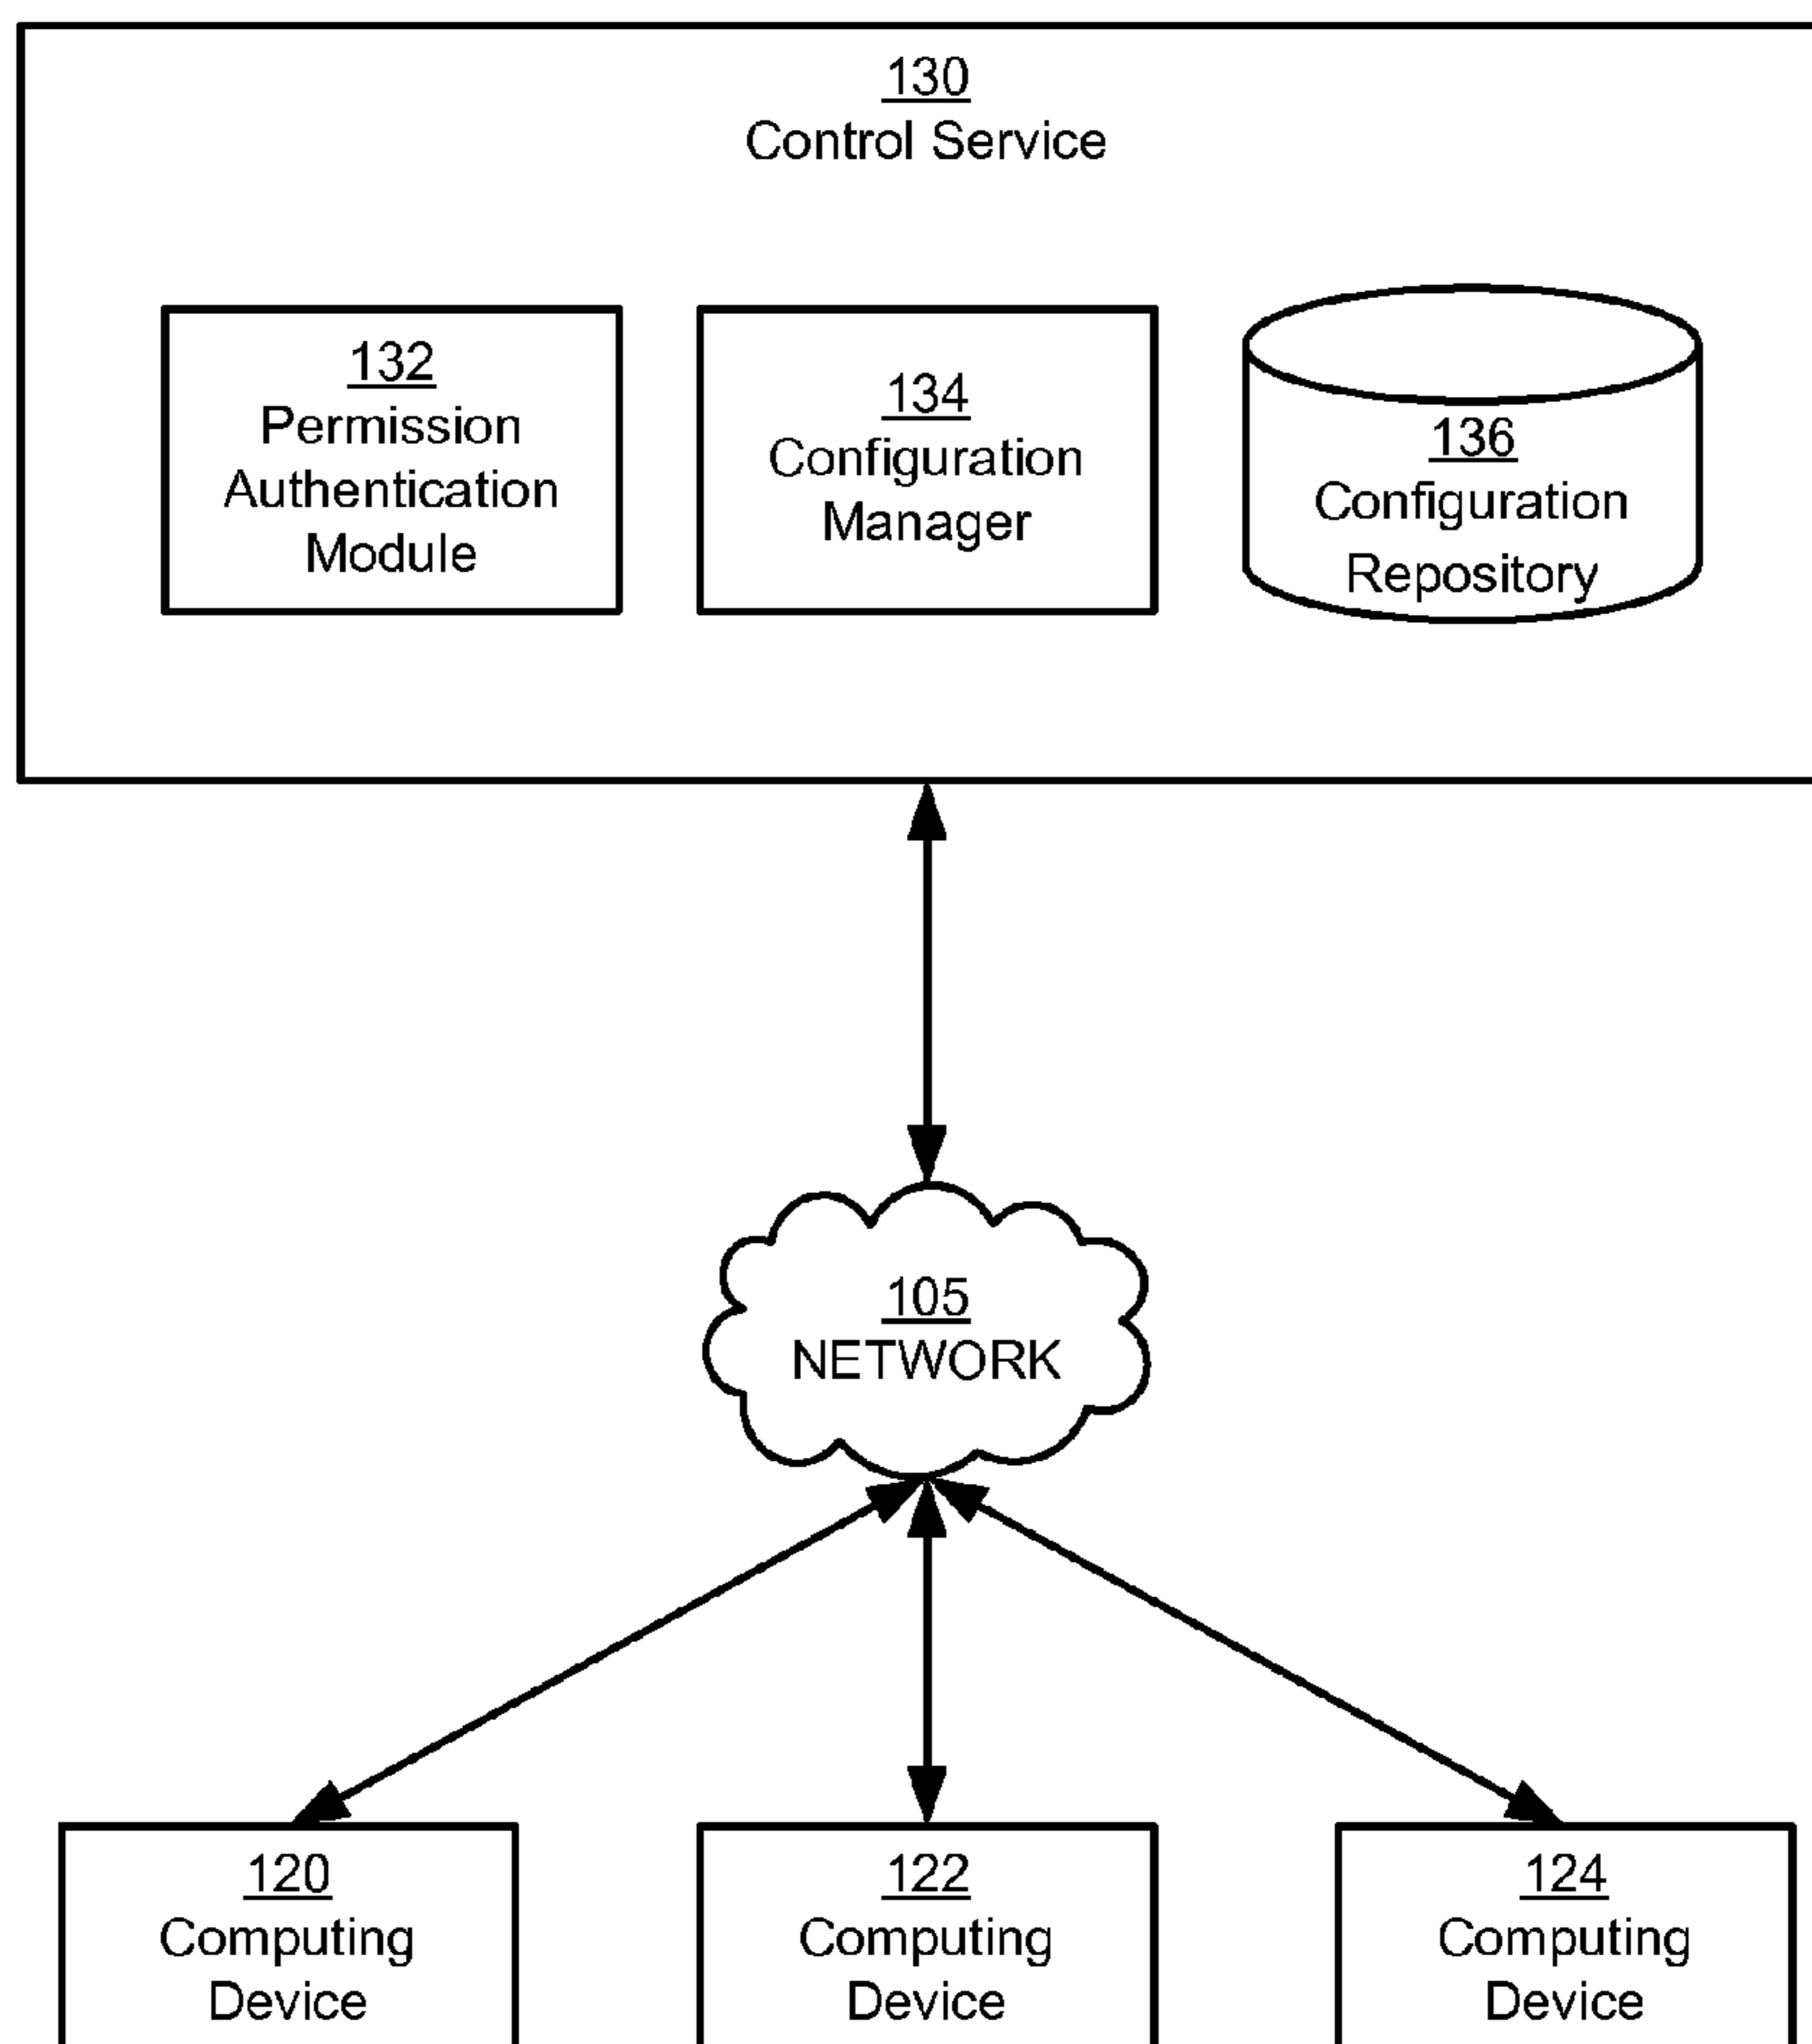 130
Control Service
132
Permission
Authentication
Module
134
Configuration
Manager
136
Configuration
Repository
105
NETWORK
120
Computing
Device
122
Computing
Device
124
Computing
Device